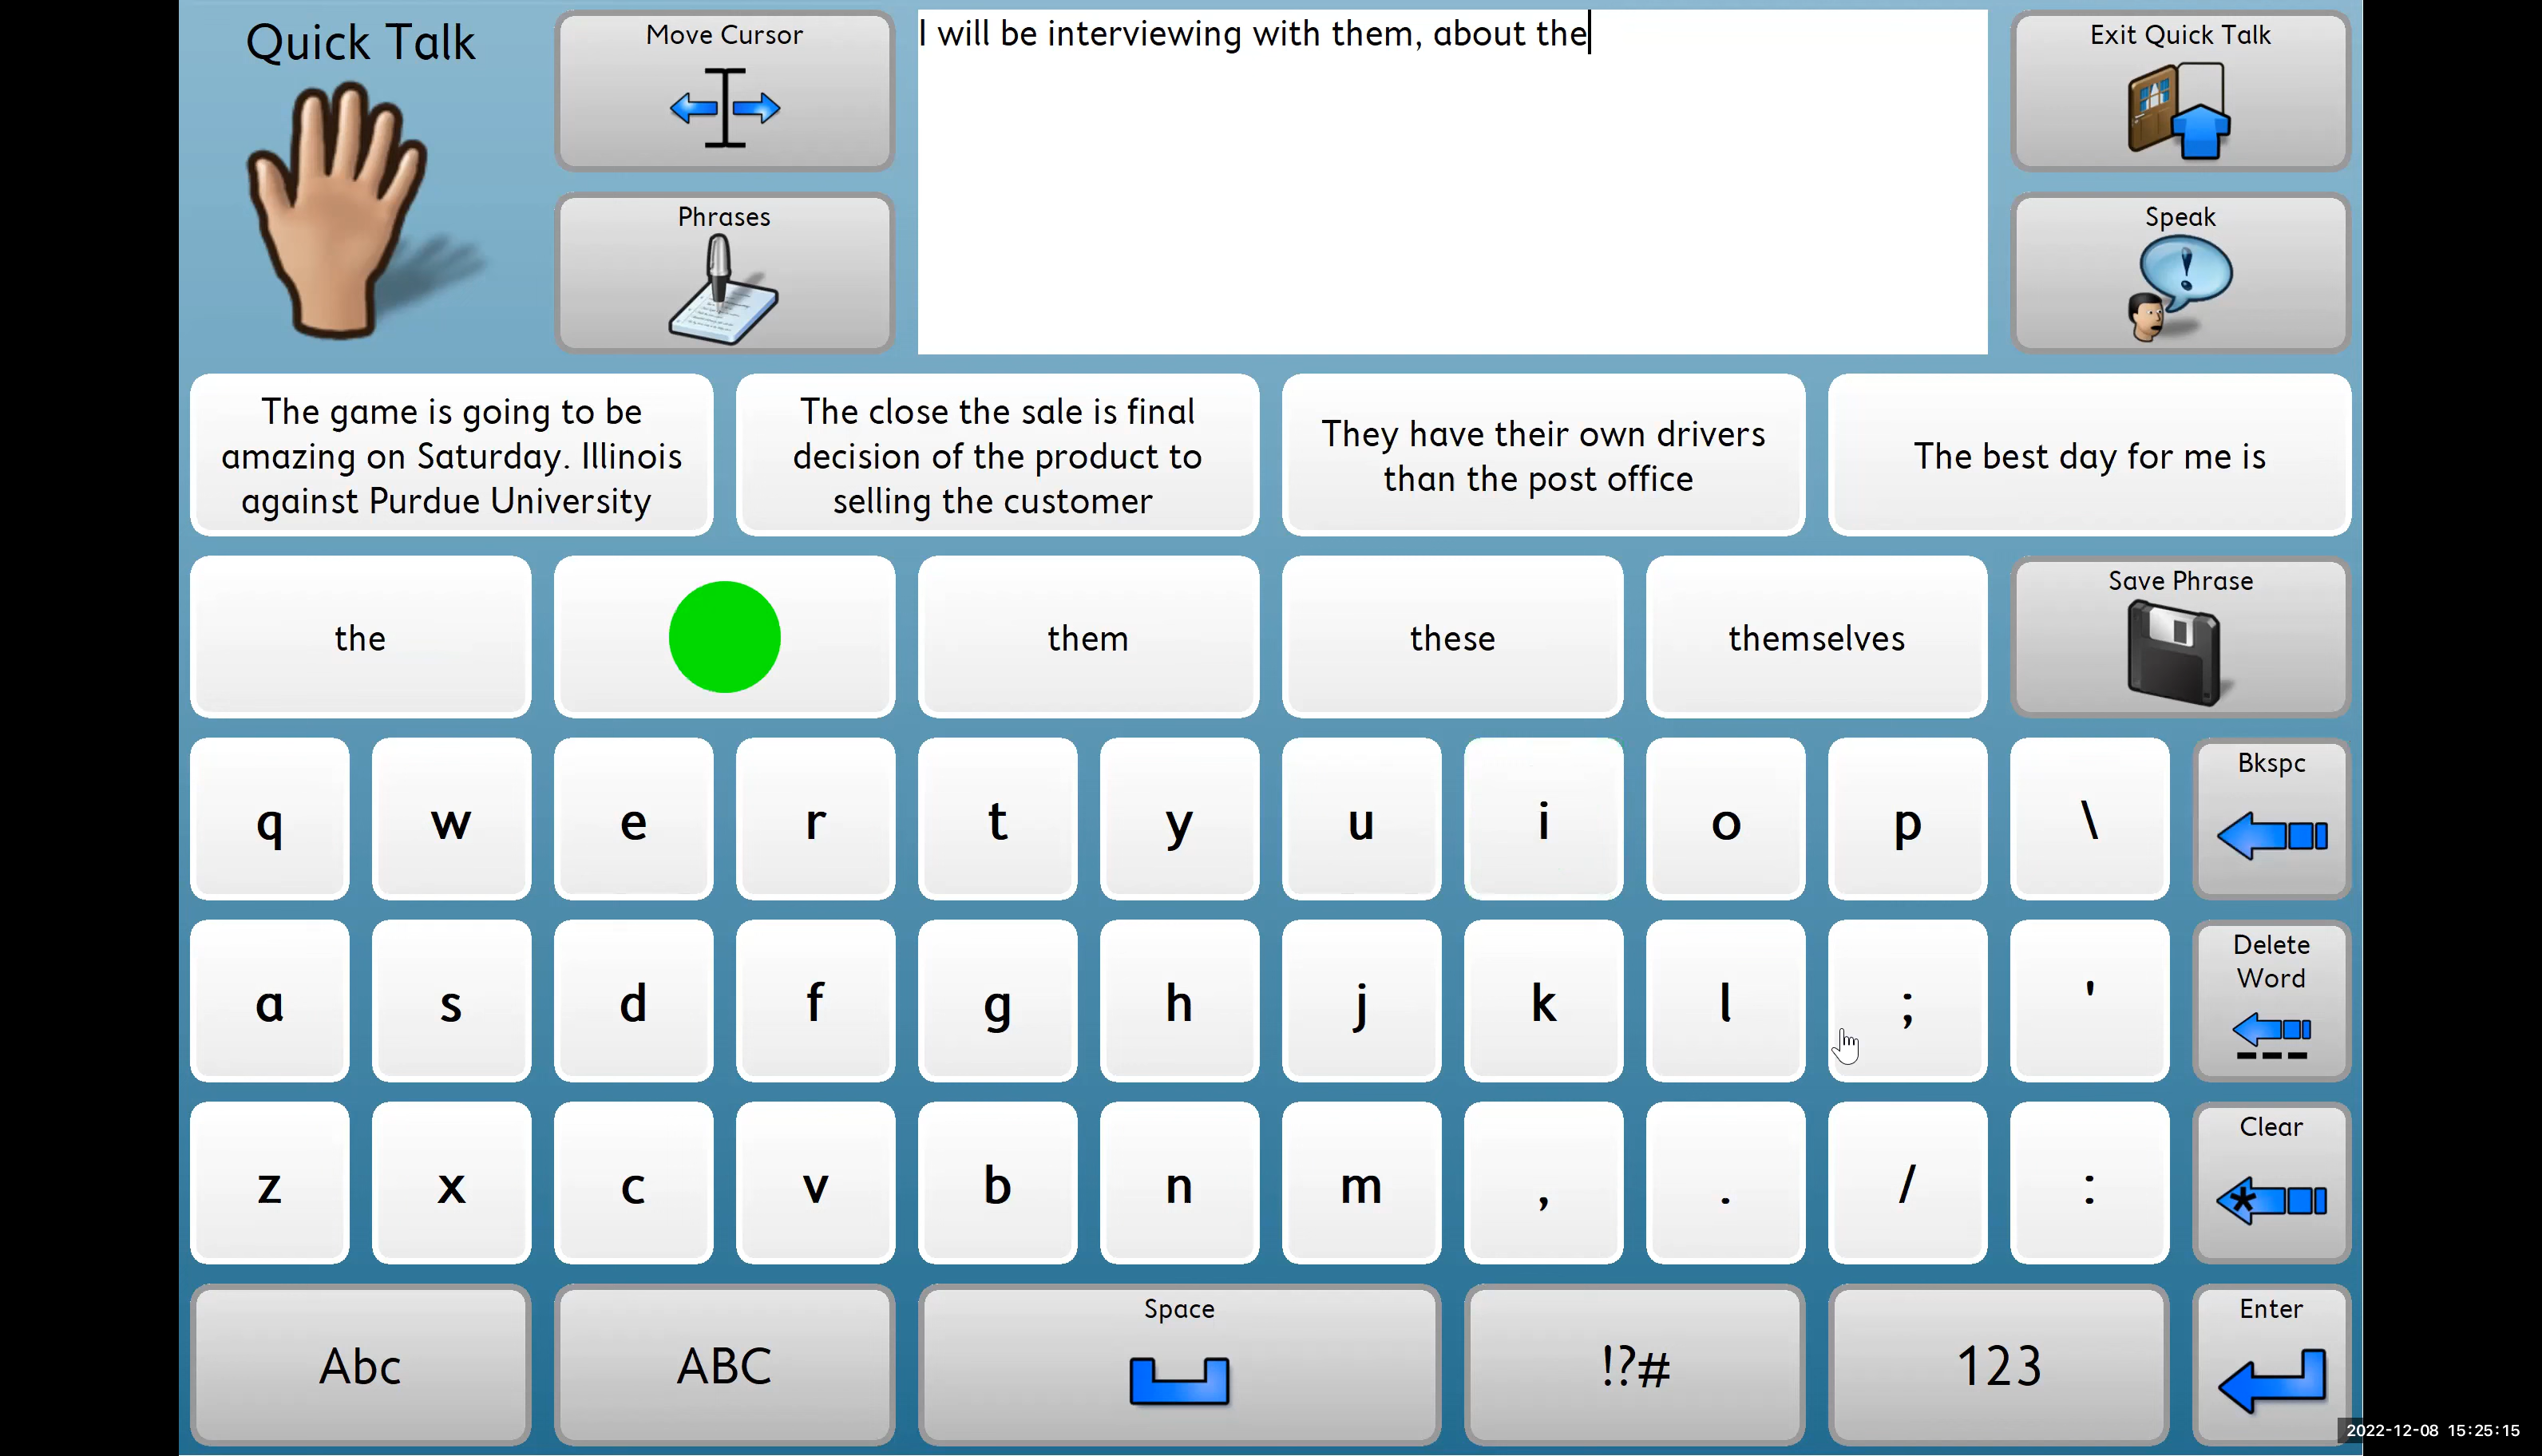 Quick Talk
Move Cursor
I will be interviewing with them, about the
Exit Quick Talk
Phrases
Speak
The game is going to be
amazing on Saturday. Illinois
against Purdue University
The close the sale is final
decision of the product to
selling the customer
They have their own drivers
than the post office
The best day for me is
the
them
these
themselves
Save Phrase
q w e r t y u i o p \
Bkspc
a s d f g h j k l ; '
Delete
Word
z x c v b n m , . / :
Clear
Abc
ABC
Space
!?#
123
Enter
2022-12-08 15:25:15